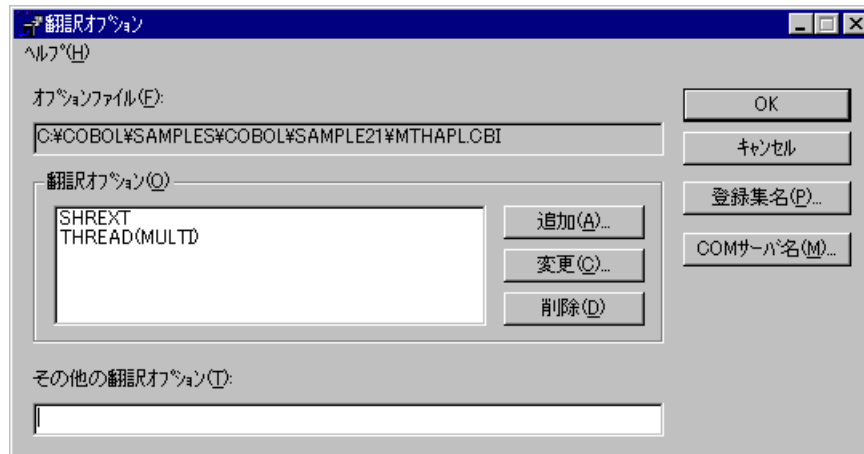 翻訳ｵﾌﾟｼｮﾝ
ﾍﾙﾌﾟ(H)
ｵﾌﾟｼｮﾝﾌｧｲﾙ(F):
C:¥COBOL¥SAMPLES¥COBOL¥SAMPLE21¥MTHAPL.CBI
翻訳ｵﾌﾟｼｮﾝ(O)
SHREXT
THREAD(MULTI)
追加(A)...
変更(C)...
削除(D)
その他の翻訳ｵﾌﾟｼｮﾝ(T):
OK
ｷｬﾝｾﾙ
登録集名(P)...
COMｻｰﾊﾞ名(M)...